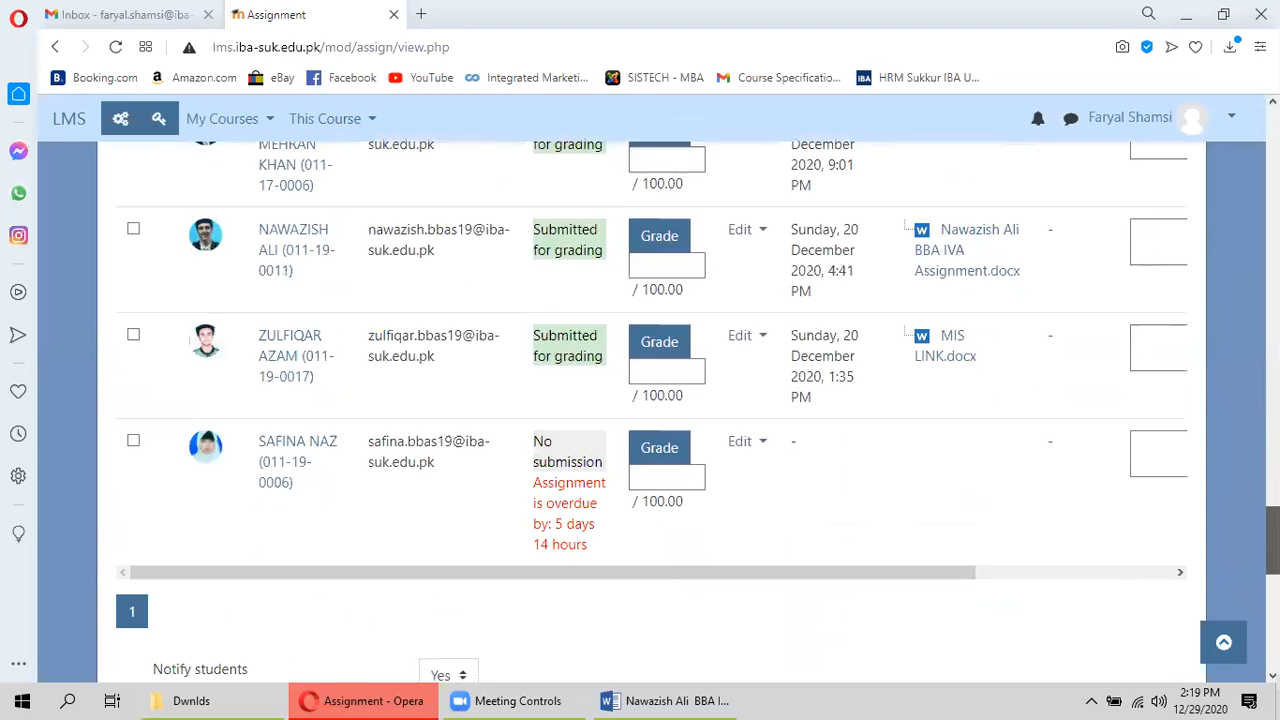 Inbox - faryal.shamsi@iba-
Assignment
lms.iba-suk.edu.pk/mod/assign/view.php
Booking.com
Amazon.com
eBay
Facebook
YouTube
Integrated Marketi...
SISTECH - MBA
Course Specificatio...
HRM Sukkur IBA U...
LMS
My Courses
This Course
Faryal Shamsi
MEHRAN
KHAN (011-
17-0006)
suk.edu.pk
for grading
/ 100.00
December
2020, 9:01
PM
NAWAZISH
ALI (011-19-
0011)
nawazish.bbas19@iba-
suk.edu.pk
Submitted
for grading
Grade
/ 100.00
Edit
Sunday, 20
December
2020, 4:41
PM
Nawazish Ali
BBA IVA
Assignment.docx
-
ZULFIQAR
AZAM (011-
19-0017)
zulfiqar.bbas19@iba-
suk.edu.pk
Submitted
for grading
Grade
/ 100.00
Edit
Sunday, 20
December
2020, 1:35
PM
MIS
LINK.docx
-
SAFINA NAZ
(011-19-
0006)
safina.bbas19@iba-
suk.edu.pk
No
submission
Assignment
is overdue
by: 5 days
14 hours
Grade
/ 100.00
Edit
-
-
1
Notify students
Yes
Dwnlds
Assignment - Opera
Meeting Controls
Nawazish Ali BBA I...
2:19 PM
12/29/2020